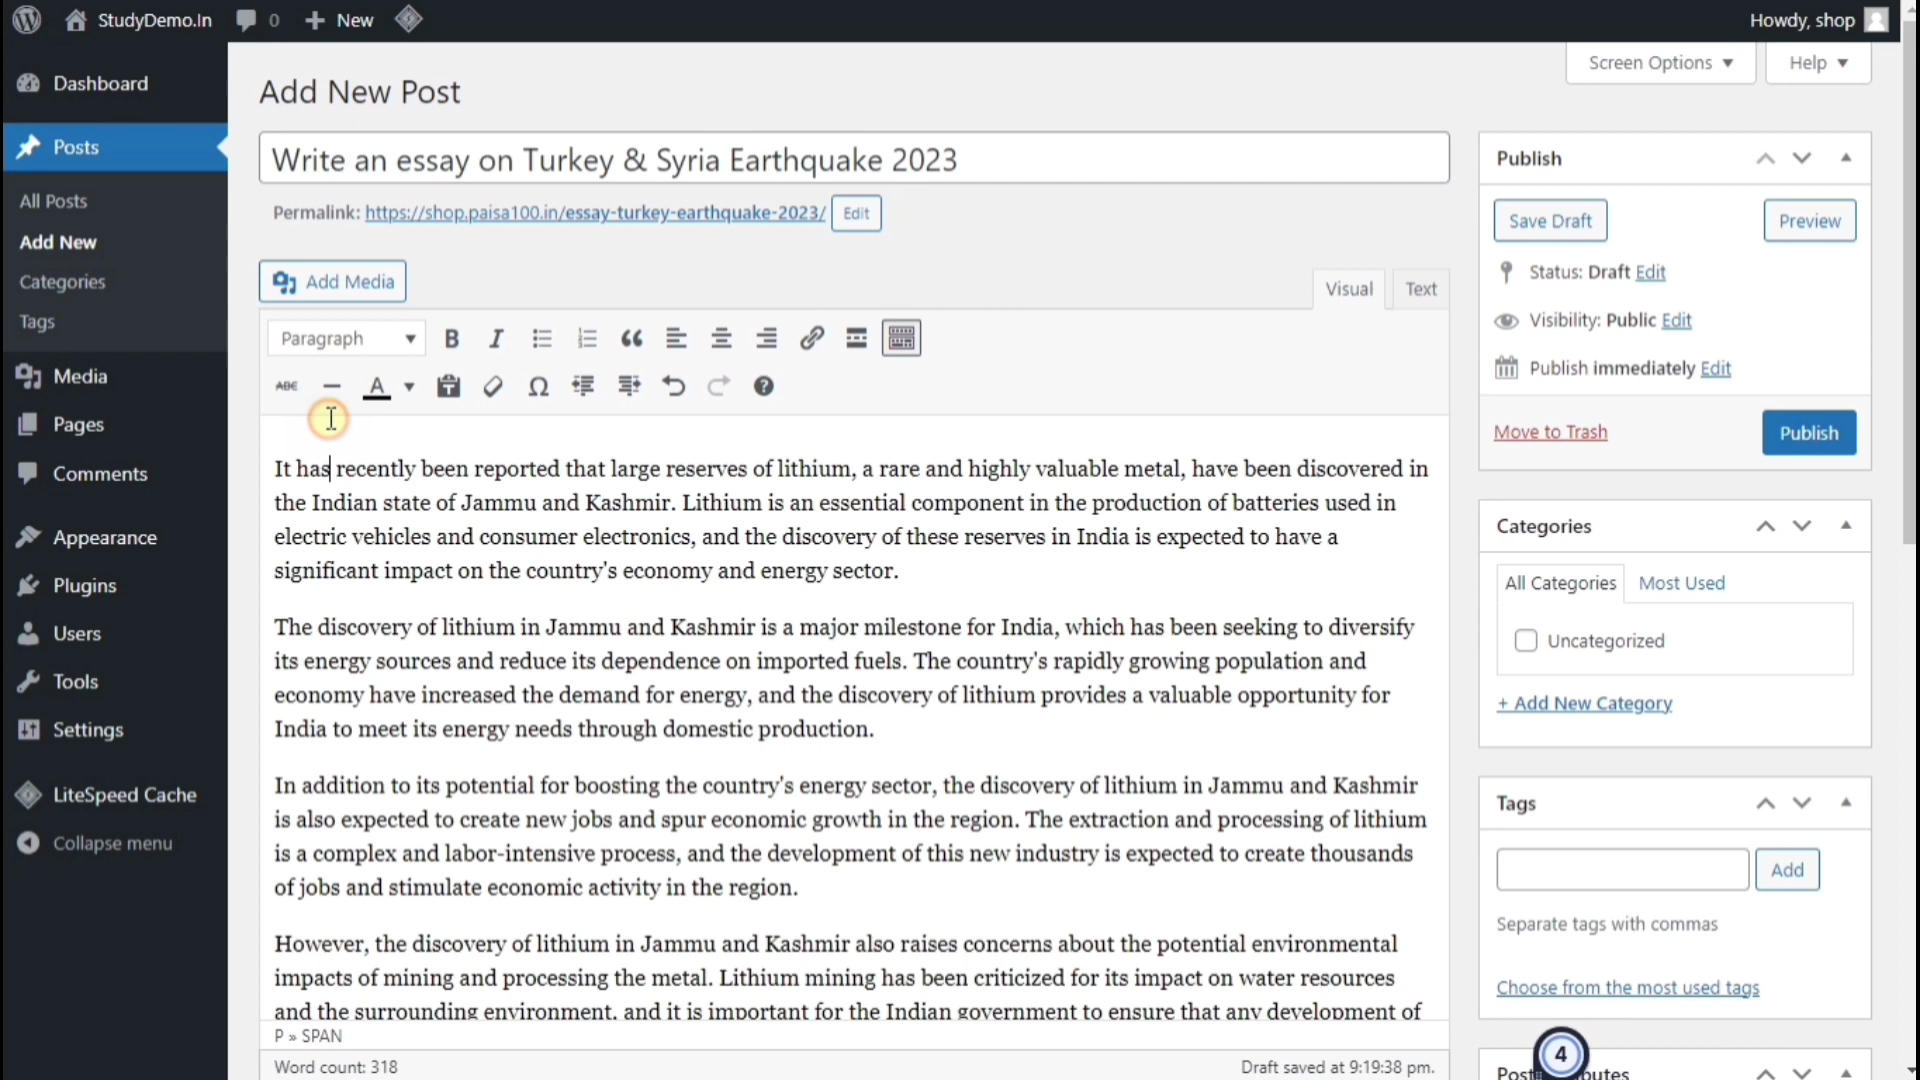 StudyDemo.In
0
New
Howdy, shop
Dashboard
Posts
All Posts
Add New
Categories
Tags
Media
Pages
Comments
Appearance
Plugins
Users
Tools
Settings
LiteSpeed Cache
Collapse menu
Screen Options
Help
Add New Post
Write an essay on Turkey & Syria Earthquake 2023
Permalink: https://shop.paisa100.in/essay-turkey-earthquake-2023/ Edit
Add Media
Visual
Text
Paragraph
B I
ABC
A
It has recently been reported that large reserves of lithium, a rare and highly valuable metal, have been discovered in
the Indian state of Jammu and Kashmir. Lithium is an essential component in the production of batteries used in
electric vehicles and consumer electronics, and the discovery of these reserves in India is expected to have a
significant impact on the country's economy and energy sector.
The discovery of lithium in Jammu and Kashmir is a major milestone for India, which has been seeking to diversify
its energy sources and reduce its dependence on imported fuels. The country's rapidly growing population and
economy have increased the demand for energy, and the discovery of lithium provides a valuable opportunity for
India to meet its energy needs through domestic production.
In addition to its potential for boosting the country's energy sector, the discovery of lithium in Jammu and Kashmir
is also expected to create new jobs and spur economic growth in the region. The extraction and processing of lithium
is a complex and labor-intensive process, and the development of this new industry is expected to create thousands
of jobs and stimulate economic activity in the region.
However, the discovery of lithium in Jammu and Kashmir also raises concerns about the potential environmental
impacts of mining and processing the metal. Lithium mining has been criticized for its impact on water resources
and the surrounding environment, and it is important for the Indian government to ensure that any development of
P » SPAN
Word count: 318
Draft saved at 9:19:38 pm.
Publish
Save Draft
Preview
Status: Draft Edit
Visibility: Public Edit
Publish immediately Edit
Move to Trash
Publish
Categories
All Categories
Most Used
Uncategorized
+ Add New Category
Tags
Add
Separate tags with commas
Choose from the most used tags
4
Post